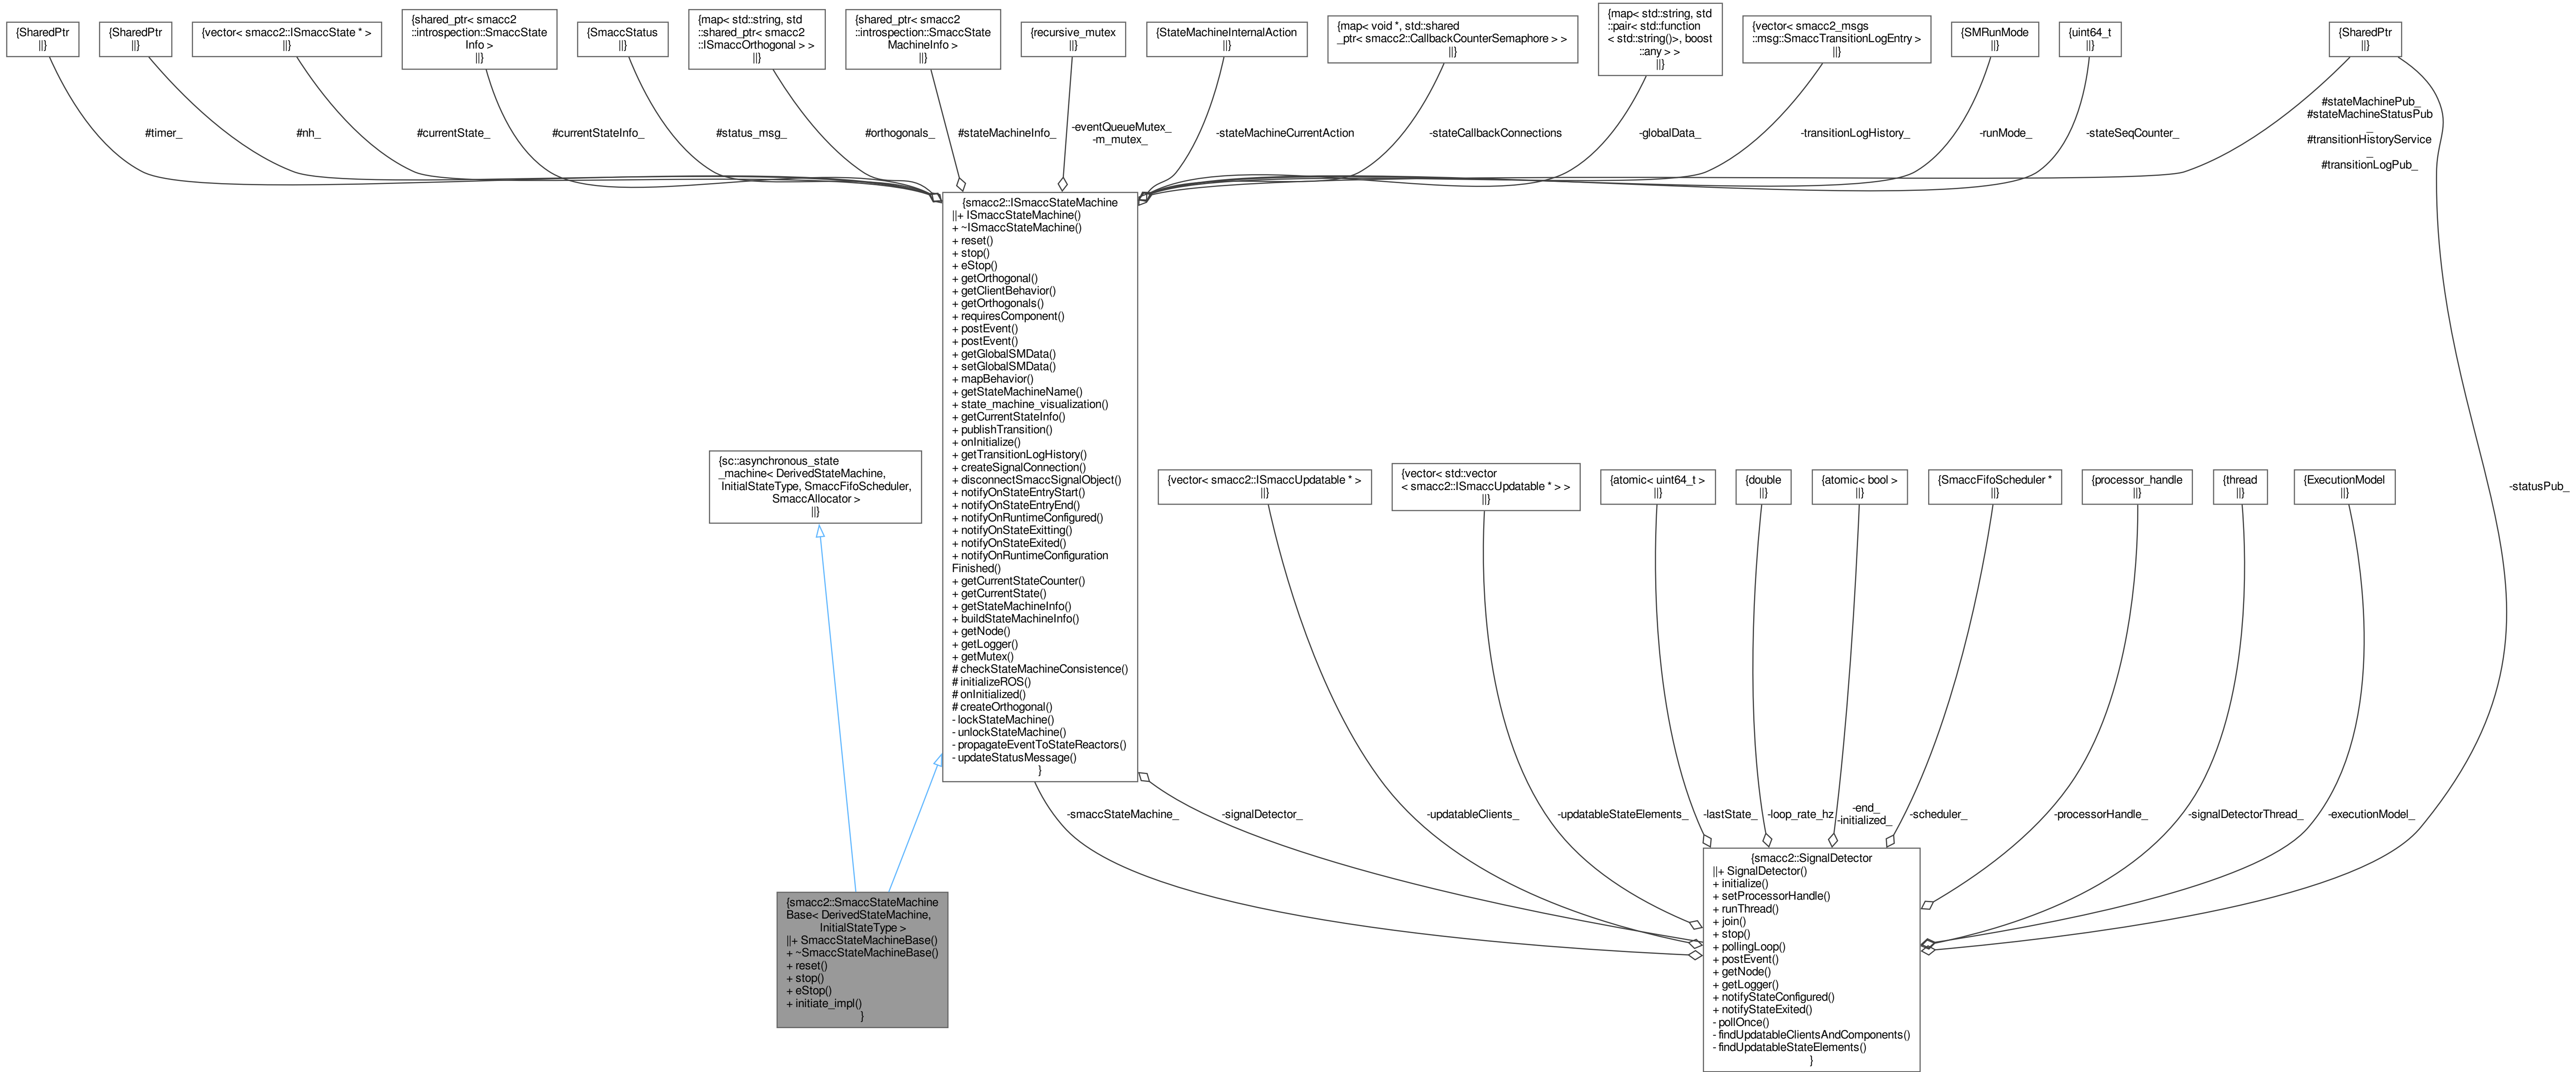 {SharedPtr
||}
{SharedPtr
||}
{vector< smacc2::ISmaccState * >
||}
{shared_ptr< smacc2
::introspection::SmaccState
Info >
||}
{SmaccStatus
||}
{map< std::string, std
::shared_ptr< smacc2
::ISmaccOrthogonal > >
||}
{shared_ptr< smacc2
::introspection::SmaccState
MachineInfo >
||}
{recursive_mutex
||}
{StateMachineInternalAction
||}
{map< void *, std::shared
_ptr< smacc2::CallbackCounterSemaphore > >
||}
{map< std::string, std
::pair< std::function
< std::string()>, boost
::any > >
||}
{vector< smacc2_msgs
::msg::SmaccTransitionLogEntry >
||}
{SMRunMode
||}
{uint64_t
||}
{SharedPtr
||}
#timer_
#nh_
#currentState_
#currentStateInfo_
#status_msg_
#orthogonals_
#stateMachineInfo_
-eventQueueMutex_
-m_mutex_
-stateMachineCurrentAction
-stateCallbackConnections
-globalData_
-transitionLogHistory_
-runMode_
-stateSeqCounter_
#stateMachinePub_
#stateMachineStatusPub
_
#transitionHistoryService
_
#transitionLogPub_
{smacc2::ISmaccStateMachine
||+ ISmaccStateMachine()
+ ~ISmaccStateMachine()
+ reset()
+ stop()
+ eStop()
+ getOrthogonal()
+ getClientBehavior()
+ getOrthogonals()
+ requiresComponent()
+ postEvent()
+ postEvent()
+ getGlobalSMData()
+ setGlobalSMData()
+ mapBehavior()
+ getStateMachineName()
+ state_machine_visualization()
+ getCurrentStateInfo()
+ publishTransition()
+ onInitialize()
+ getTransitionLogHistory()
+ createSignalConnection()
+ disconnectSmaccSignalObject()
+ notifyOnStateEntryStart()
+ notifyOnStateEntryEnd()
+ notifyOnRuntimeConfigured()
+ notifyOnStateExitting()
+ notifyOnStateExited()
+ notifyOnRuntimeConfiguration
Finished()
+ getCurrentStateCounter()
+ getCurrentState()
+ getStateMachineInfo()
+ buildStateMachineInfo()
+ getNode()
+ getLogger()
+ getMutex()
# checkStateMachineConsistence()
# initializeROS()
# onInitialized()
# createOrthogonal()
- lockStateMachine()
- unlockStateMachine()
- propagateEventToStateReactors()
- updateStatusMessage()
}
{sc::asynchronous_state
_machine< DerivedStateMachine,
InitialStateType, SmaccFifoScheduler,
SmaccAllocator >
||}
{vector< smacc2::ISmaccUpdatable * >
||}
{vector< std::vector
< smacc2::ISmaccUpdatable * > >
||}
{atomic< uint64_t >
||}
{double
||}
{atomic< bool >
||}
{SmaccFifoScheduler *
||}
{processor_handle
||}
{thread
||}
{ExecutionModel
||}
-statusPub_
-smaccStateMachine_
-signalDetector_
-updatableClients_
-updatableStateElements_
-lastState_
-loop_rate_hz
-end_
-initialized_
-scheduler_
-processorHandle_
-signalDetectorThread_
-executionModel_
{smacc2::SmaccStateMachine
Base< DerivedStateMachine,
InitialStateType >
||+ SmaccStateMachineBase()
+ ~SmaccStateMachineBase()
+ reset()
+ stop()
+ eStop()
+ initiate_impl()
}
{smacc2::SignalDetector
||+ SignalDetector()
+ initialize()
+ setProcessorHandle()
+ runThread()
+ join()
+ stop()
+ pollingLoop()
+ postEvent()
+ getNode()
+ getLogger()
+ notifyStateConfigured()
+ notifyStateExited()
- pollOnce()
- findUpdatableClientsAndComponents()
- findUpdatableStateElements()
}